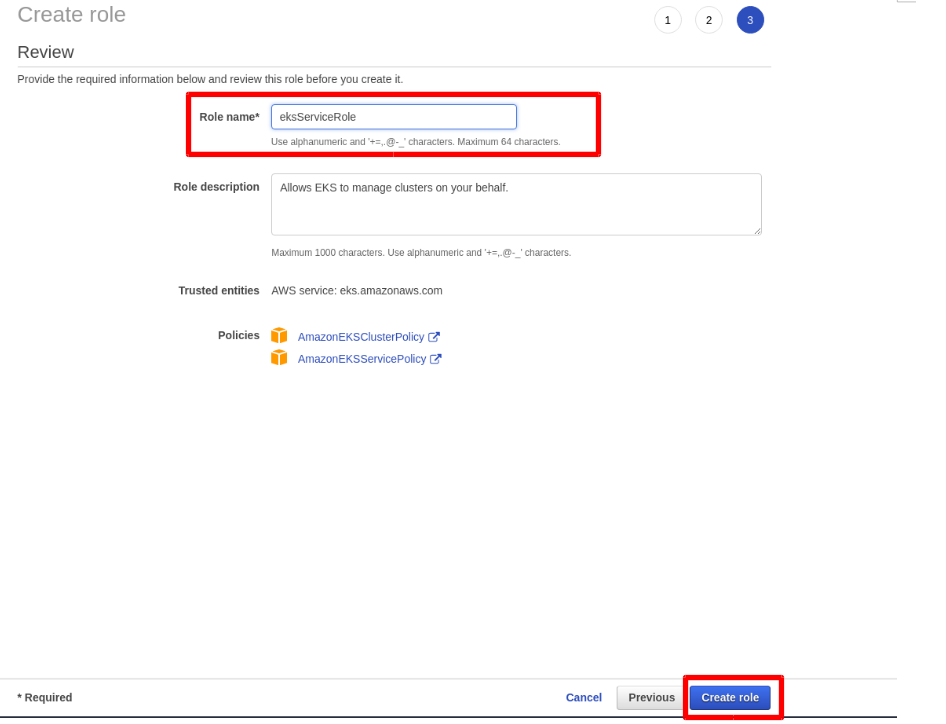 Create role
1 2 3
Review
Provide the required information below and review this role before you create it.
Role name* eksServiceRole
Use alphanumeric and '+=,.@-_' characters. Maximum 64 characters.
Role description Allows EKS to manage clusters on your behalf.
Maximum 1000 characters. Use alphanumeric and '+=,.@-_' characters.
Trusted entities AWS service: eks.amazonaws.com
Policies AmazonEKSClusterPolicy
AmazonEKSServicePolicy
* Required Cancel Previous Create role